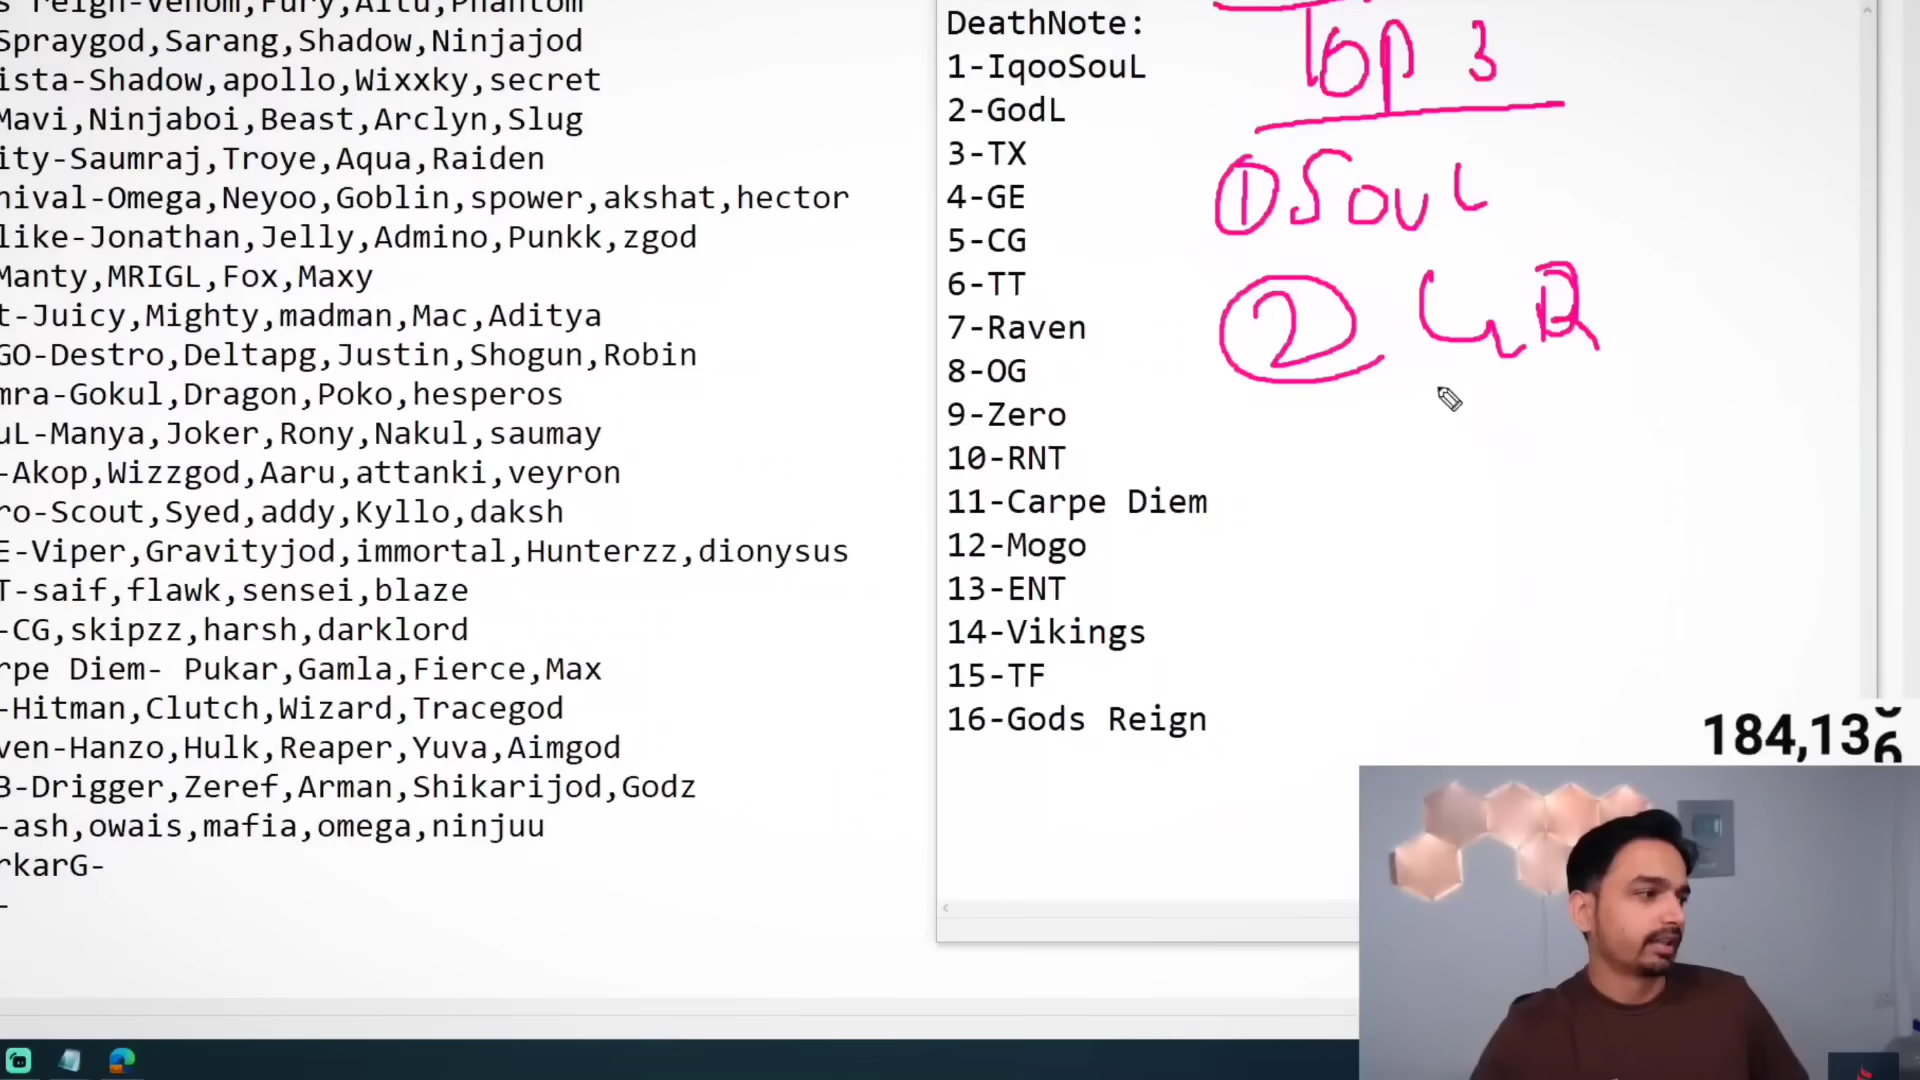 s reign-Venom,Fury,Aitu,Phantom
Spraygod,Sarang,Shadow,Ninjajod
ista-Shadow,apollo,Wixxky,secret
Mavi,Ninjaboi,Beast,Arclyn,Slug
ity-Saumraj,Troye,Aqua,Raiden
nival-Omega,Neyoo,Goblin,spower,akshat,hector
like-Jonathan,Jelly,Admino,Punkk,zgod
Manty,MRIGL,Fox,Maxy
t-Juicy,Mighty,madman,Mac,Aditya
GO-Destro,Deltapg,Justin,Shogun,Robin
mra-Gokul,Dragon,Poko,hesperos
uL-Manya,Joker,Rony,Nakul,saumay
-Akop,Wizzgod,Aaru,attanki,veyron
ro-Scout,Syed,addy,Kyllo,daksh
E-Viper,Gravityjod,immortal,Hunterzz,dionysus
T-saif,flawk,sensei,blaze
-CG,skipzz,harsh,darklord
rpe Diem- Pukar,Gamla,Fierce,Max
-Hitman,Clutch,Wizard,Tracegod
ven-Hanzo,Hulk,Reaper,Yuva,Aimgod
B-Drigger,Zeref,Arman,Shikarijod,Godz
-ash,owais,mafia,omega,ninjuu
rkarG-
-
DeathNote:
1-IqooSouL
2-GodL
3-TX
4-GE
5-CG
6-TT
7-Raven
8-OG
9-Zero
10-RNT
11-Carpe Diem
12-Mogo
13-ENT
14-Vikings
15-TF
16-Gods Reign
Top 3
1 SouL
2 GR
184,13